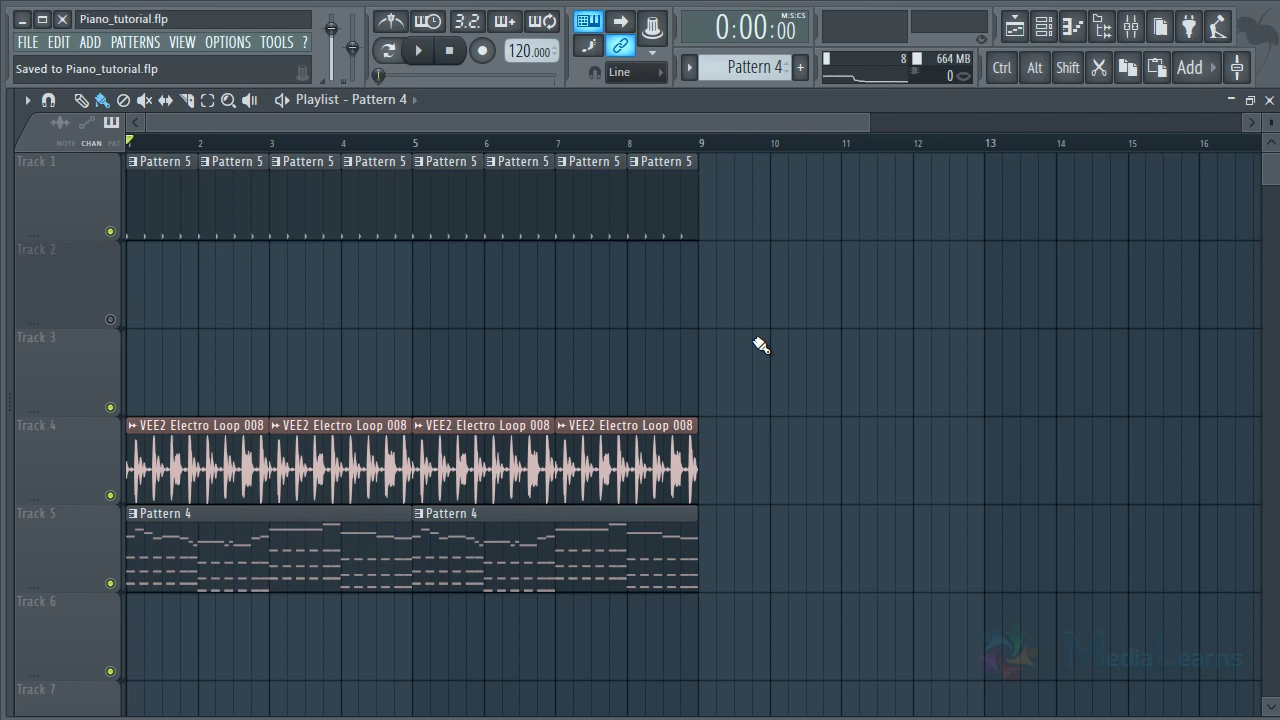 Piano_tutorial.flp
FILE EDIT ADD PATTERNS VIEW OPTIONS TOOLS ?
Saved to Piano_tutorial.flp
3.2.
120.000
Line
0:00:00
M:S:CS
Pattern 4
8
664 MB
0
Ctrl Alt Shift
Add
Playlist - Pattern 4
NOTE CHAN PAT
1 2 3 4 5 6 7 8 9 10 11 12 13 14 15 16
Track 1
Pattern 5 Pattern 5 Pattern 5 Pattern 5 Pattern 5 Pattern 5 Pattern 5 Pattern 5
Track 2
Track 3
Track 4
VEE2 Electro Loop 008 VEE2 Electro Loop 008 VEE2 Electro Loop 008 VEE2 Electro Loop 008
Track 5
Pattern 4 Pattern 4
Track 6
MediaLearns
Track 7